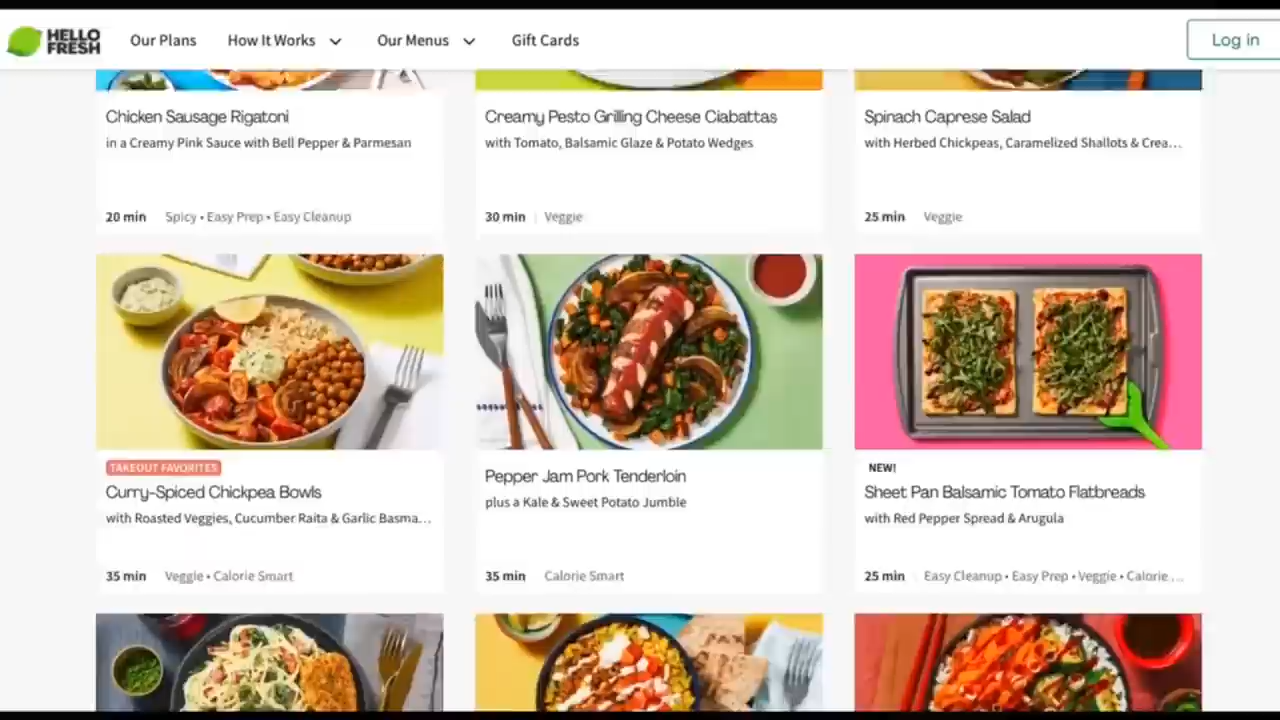 HELLO
FRESH
Our Plans
How It Works
Our Menus
Gift Cards
Log in
Chicken Sausage Rigatoni
in a Creamy Pink Sauce with Bell Pepper & Parmesan
20 min Spicy • Easy Prep • Easy Cleanup
Creamy Pesto Grilling Cheese Ciabattas
with Tomato, Balsamic Glaze & Potato Wedges
30 min Veggie
Spinach Caprese Salad
with Herbed Chickpeas, Caramelized Shallots & Crea...
25 min Veggie
TAKEOUT FAVORITES
Curry-Spiced Chickpea Bowls
with Roasted Veggies, Cucumber Raita & Garlic Basma...
35 min Veggie • Calorie Smart
Pepper Jam Pork Tenderloin
plus a Kale & Sweet Potato Jumble
35 min Calorie Smart
NEW!
Sheet Pan Balsamic Tomato Flatbreads
with Red Pepper Spread & Arugula
25 min Easy Cleanup • Easy Prep • Veggie • Calorie ...